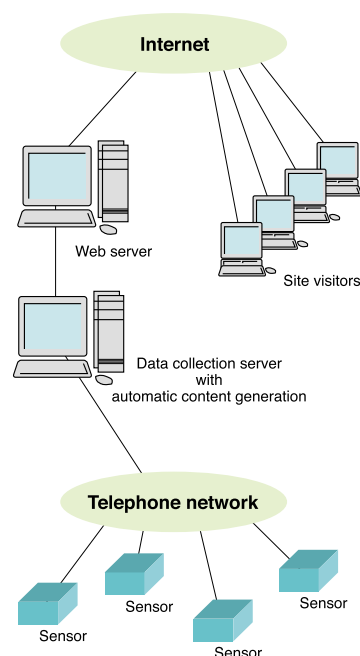 Internet
Web server
Site visitors
Data collection server
with
automatic content generation
Telephone network
Sensor
Sensor
Sensor
Sensor